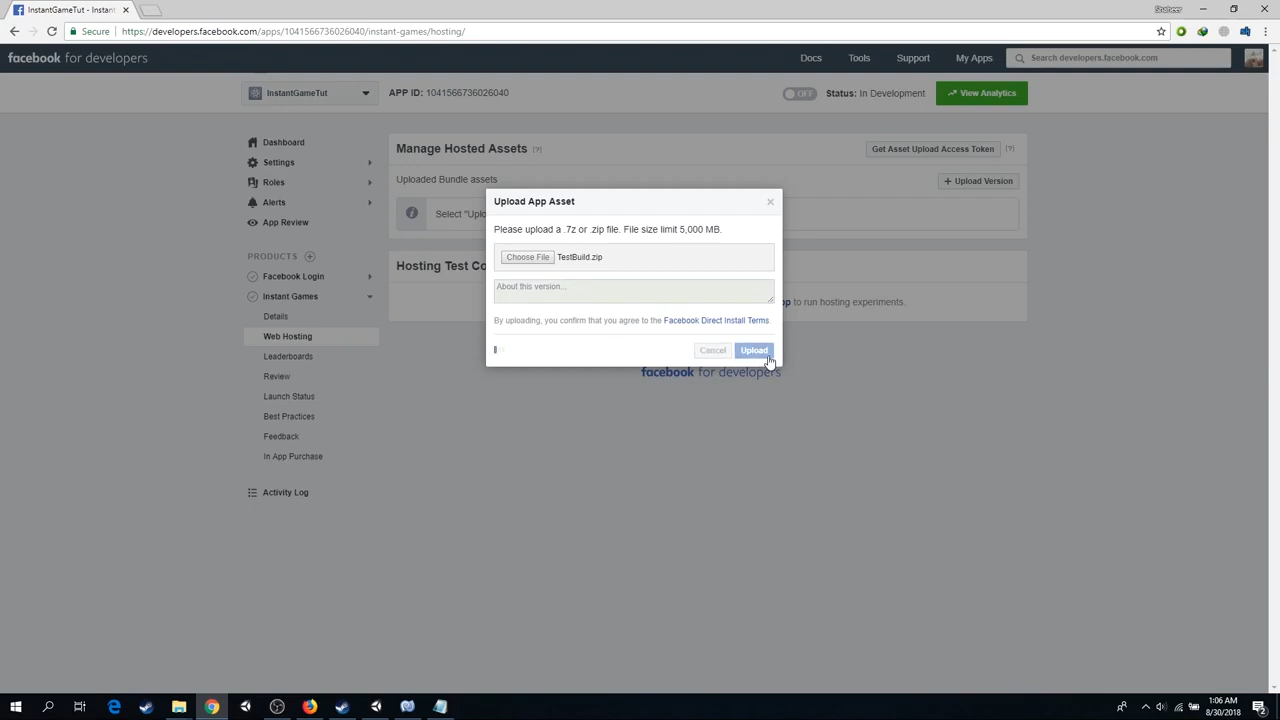 InstantGameTut - Instant
Shaheer
Secure
https://developers.facebook.com/apps/1041566736026040/instant-games/hosting/
facebook for developers
Docs
Tools
Support
My Apps
Search developers.facebook.com
InstantGameTut
APP ID: 1041566736026040
OFF
Status: In Development
View Analytics
Dashboard
Settings
Roles
Alerts
App Review
PRODUCTS
Facebook Login
Instant Games
Details
Web Hosting
Leaderboards
Review
Launch Status
Best Practices
Feedback
In App Purchase
Activity Log
Manage Hosted Assets [?]
Get Asset Upload Access Token [?]
Uploaded Bundle assets
+ Upload Version
Select "Uplo
Hosting Test Co
to run hosting experiments.
Upload App Asset
Please upload a .7z or .zip file. File size limit 5,000 MB.
Choose File TestBuild.zip
About this version...
By uploading, you confirm that you agree to the Facebook Direct Install Terms.
Cancel
Upload
facebook for developers
1:06 AM
8/30/2018
2